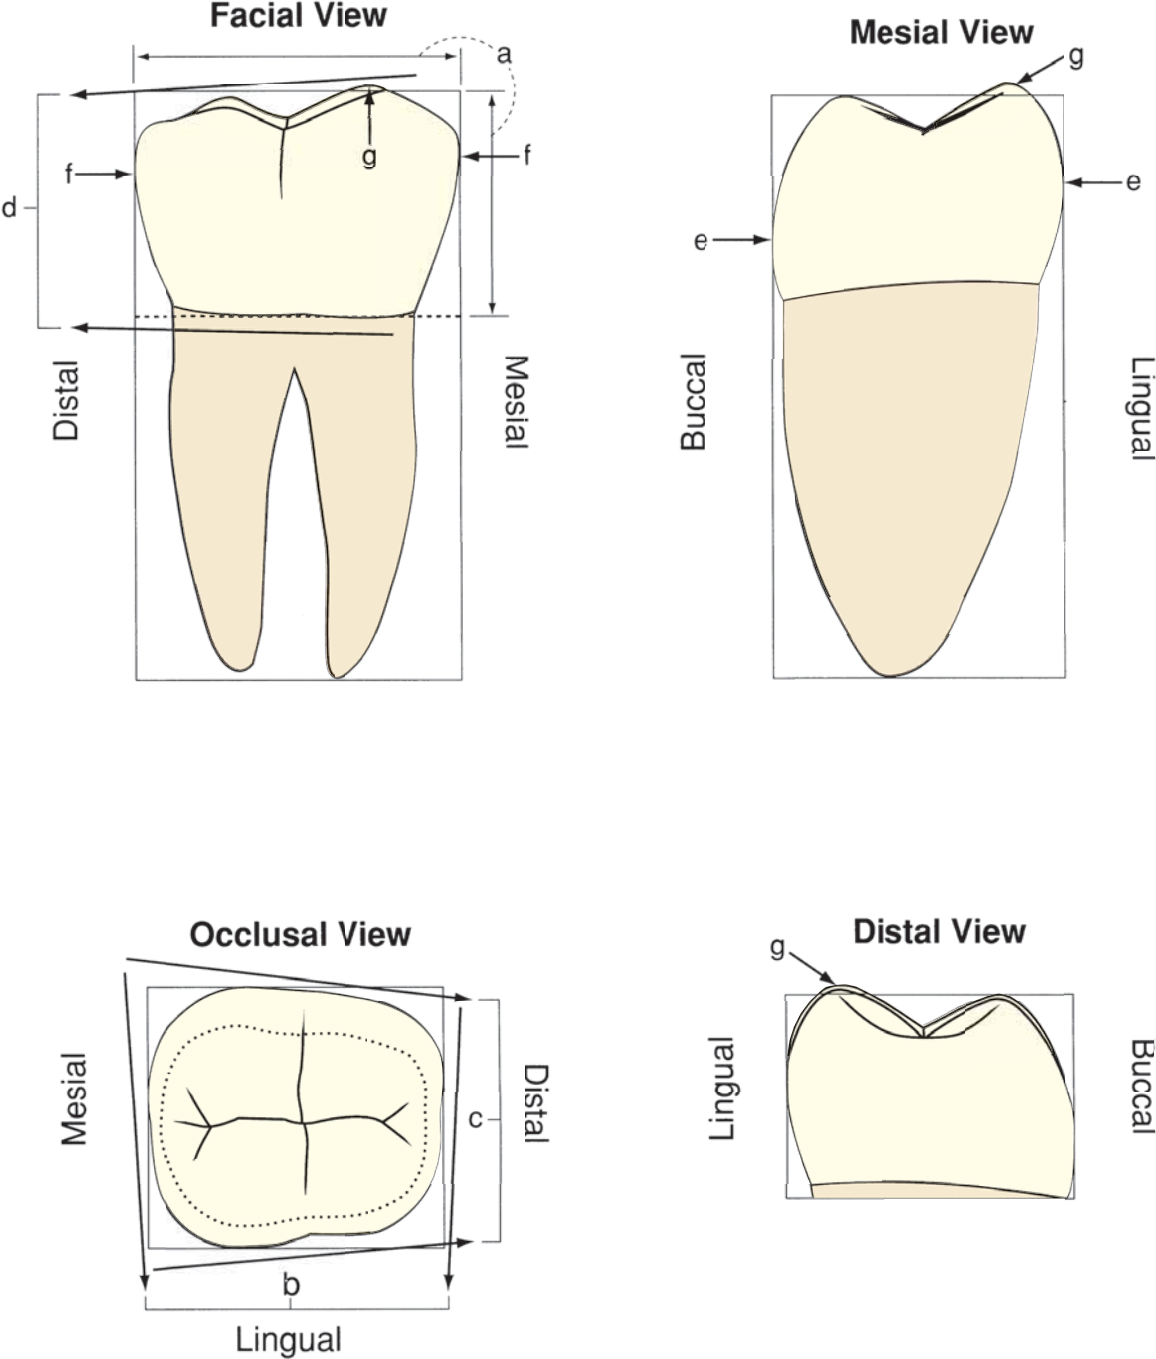 Facial View
a
g
f
f
d
Distal
Mesial
Mesial View
g
e
e
Buccal
Lingual
Occlusal View
Mesial
Distal
c
b
Lingual
Distal View
g
Lingual
Buccal